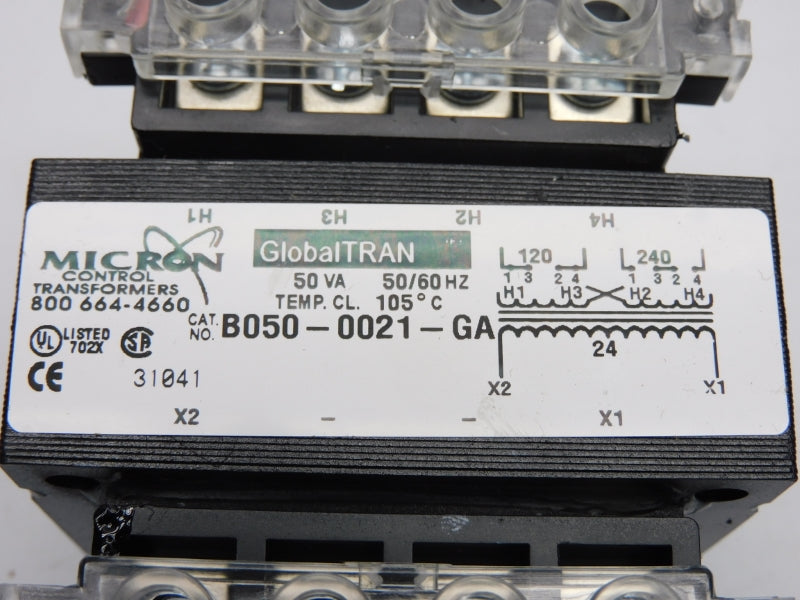 H1 H3 H2 H4
MICRON
CONTROL
TRANSFORMERS
800 664-4660
GlobalTRAN
50 VA 50/60 HZ
TEMP. CL. 105°C
CAT. NO. B050-0021-GA
UL LISTED
702X
SA
CE
31041
120 240
1 3 2 4 1 3 2 4
H1 H3 H2 H4
24
X2 X1
X2 - - X1